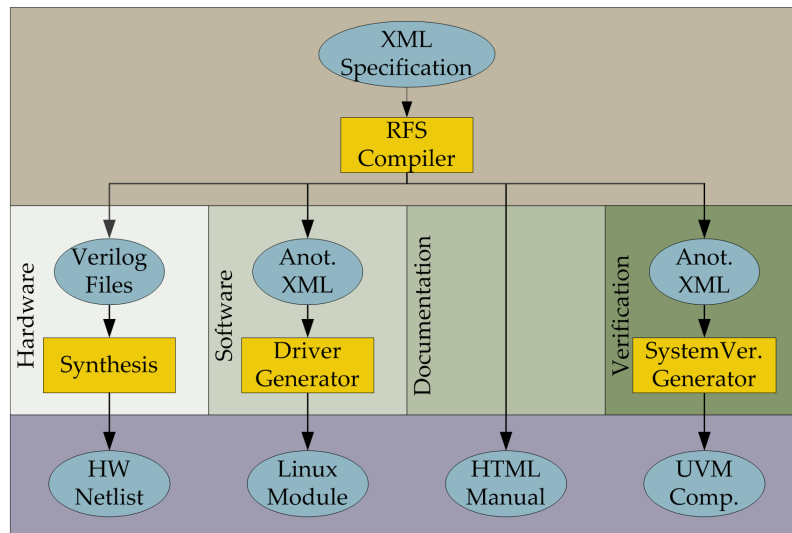 XML
Specification
RFS
Compiler
Hardware
Verilog
Files
Synthesis
Software
Anot.
XML
Driver
Generator
Documentation
Verification
Anot.
XML
SystemVer.
Generator
HW
Netlist
Linux
Module
HTML
Manual
UVM
Comp.